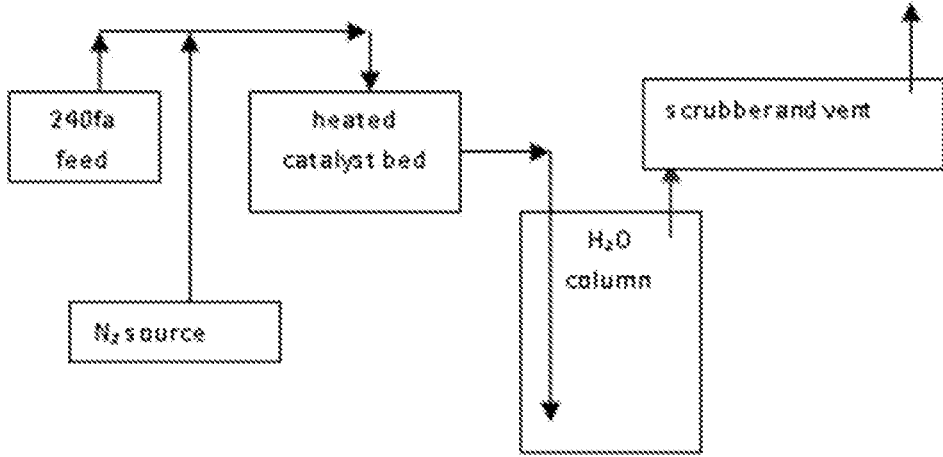 240fa
feed
heated
catalyst bed
scrubber and vent
H₂O
column
N₂ source